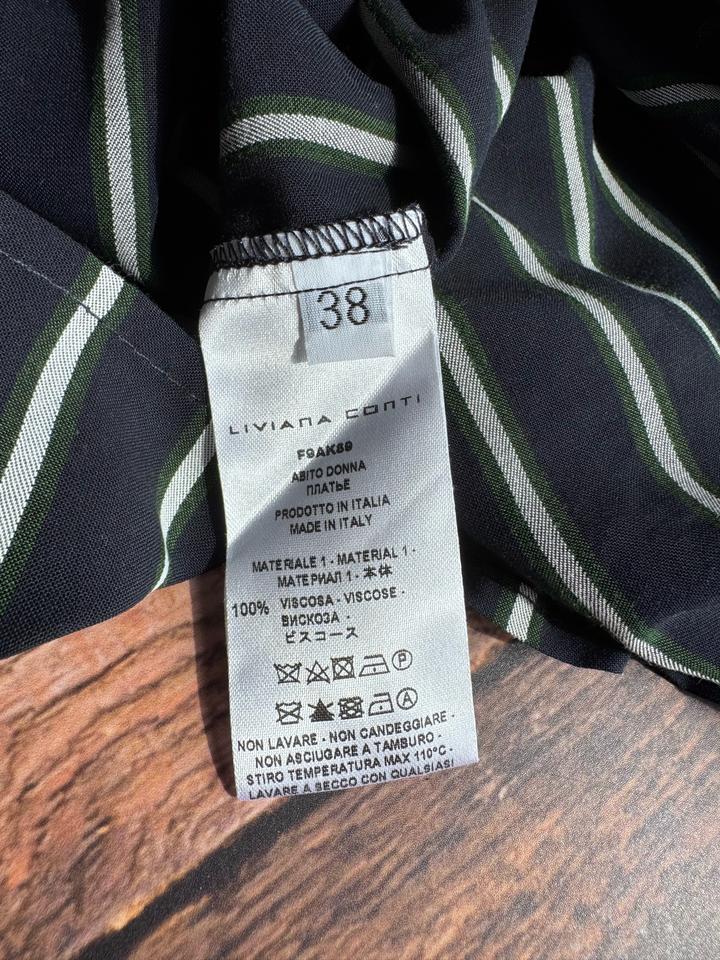 38
LIVIANA CONTI
F9AK89
ABITO DONNA
ПЛАТЬЕ
PRODOTTO IN ITALIA
MADE IN ITALY
MATERIALE 1 - MATERIAL 1 -
МАТЕРИАЛ 1 - 本体
100% VISCOSA - VISCOSE -
ВИСКОЗА -
ビスコース
P
A
NON LAVARE - NON CANDEGGIARE -
NON ASCIUGARE A TAMBURO -
STIRO TEMPERATURA MAX 110°C -
LAVARE A SECCO CON QUALSIASI